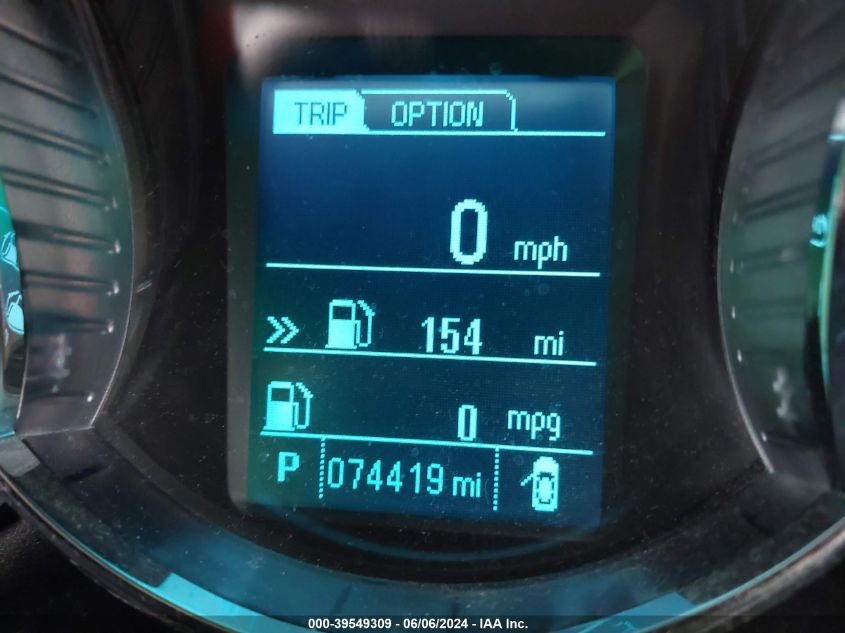 TRIP OPTION
0 mph
154 mi
0 mpg
P 074419 mi
000-39549309 - 06/06/2024 - IAA Inc.